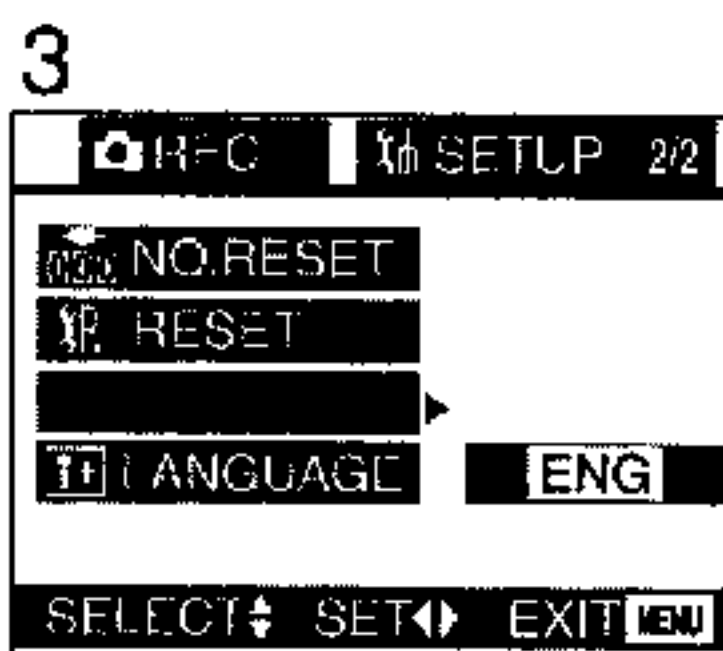 3
REC SETUP 2/2
NO.RESET
RESET
LANGUAGE ENG
SELECT SET EXIT MENU